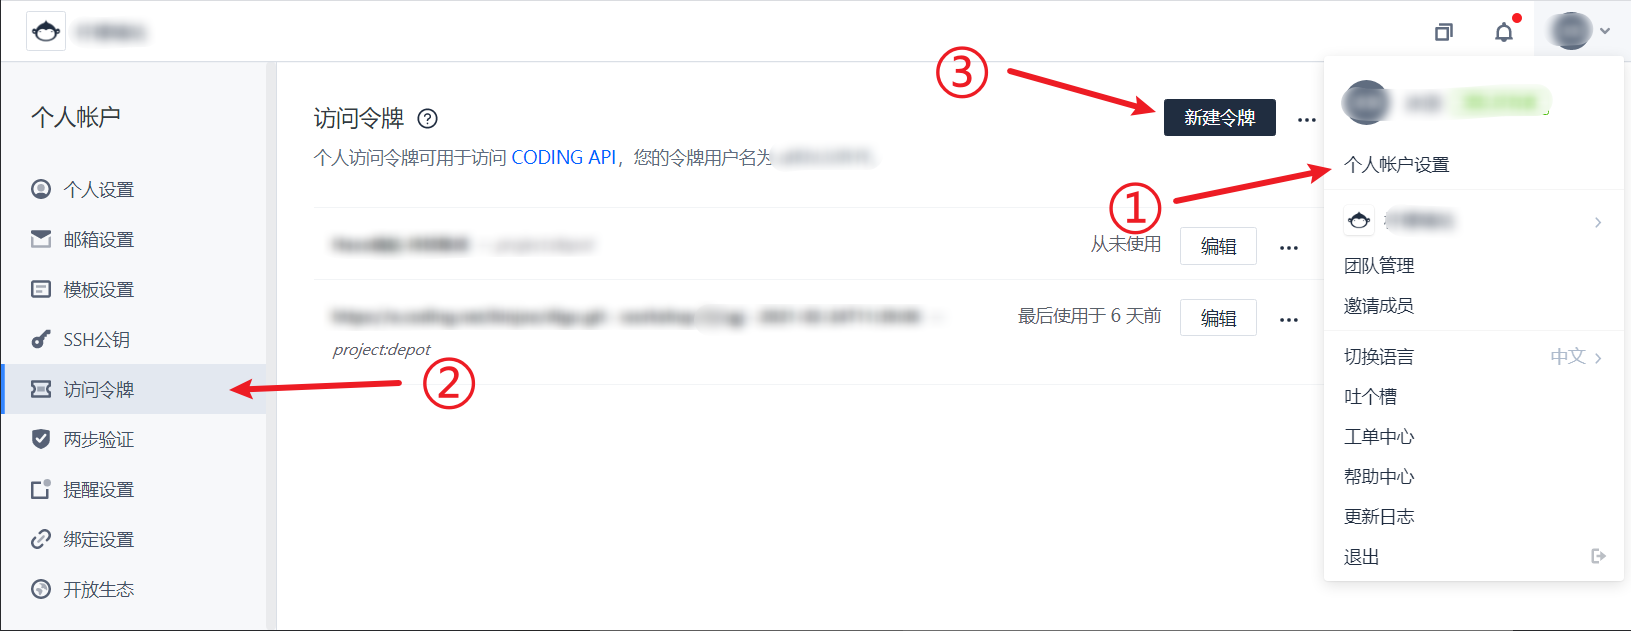 个人帐户
个人设置
邮箱设置
模板设置
SSH公钥
访问令牌
两步验证
提醒设置
绑定设置
开放生态
②
访问令牌 ?
③
新建令牌
个人访问令牌可用于访问 CODING API，您的令牌用户名为
①
从未使用
编辑
最后使用于 6 天前
编辑
project:depot
个人帐户设置
团队管理
邀请成员
切换语言 中文
吐个槽
工单中心
帮助中心
更新日志
退出